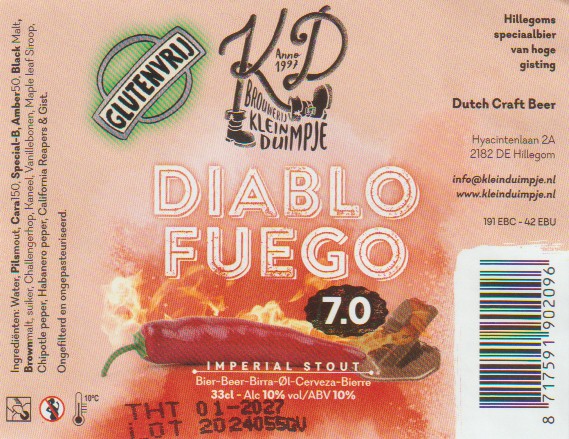 Ingrediënten: Water, Pilsmout, Cara150, Special-B, Amber50, Black Malt,
Brownmalt, suiker, Challengerhop, Kaneel, Vanillebonen, Maple leaf Siroop,
Chipotle peper, Habanero peper, California Reapers & Gist.
Ongefilterd en ongepasteuriseerd.
10°C
GLUTENVRIJ
KD
Anno
1997
BROUWERIJ
KLEIN
DUIMPJE
DIABLO
FUEGO
7.0
IMPERIAL STOUT
Bier-Beer-Birra-Øl-Cerveza-Bierre
33cl - Alc 10% vol/ABV 10%
THT 01-2027
LOT 2024055GV
Hillegoms
speciaalbier
van hoge
gisting
Dutch Craft Beer
Hyacintenlaan 2A
2182 DE Hillegom
info@kleinduimpje.nl
www.kleinduimpje.nl
191 EBC - 42 EBU
8 717591 902096